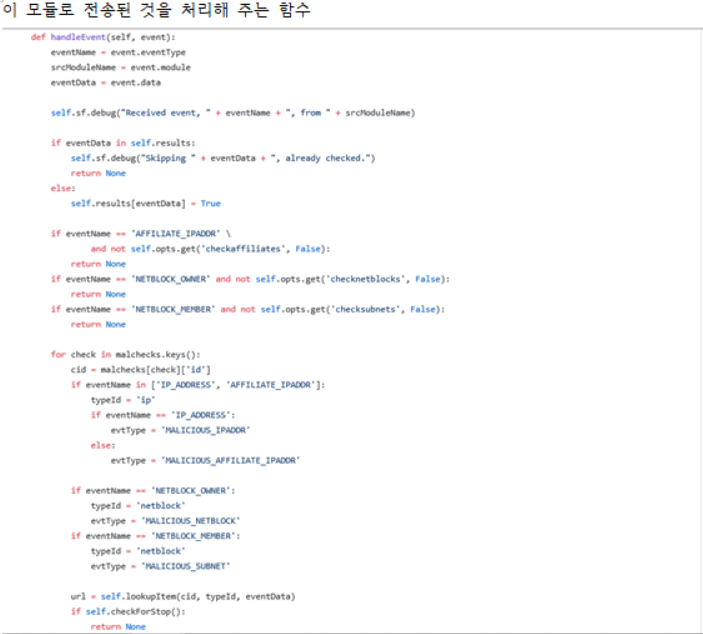 이 모듈로 전송된 것을 처리해 주는 함수
def handleEvent(self, event):
    eventName = event.eventType
    srcModuleName = event.module
    eventData = event.data

    self.sf.debug("Received event, " + eventName + ", from " + srcModuleName)

    if eventData in self.results:
        self.sf.debug("Skipping " + eventData + ", already checked.")
        return None
    else:
        self.results[eventData] = True

    if eventName == 'AFFILIATE_IPADDR' \
            and not self.opts.get('checkaffiliates', False):
        return None
    if eventName == 'NETBLOCK_OWNER' and not self.opts.get('checknetblocks', False):
        return None
    if eventName == 'NETBLOCK_MEMBER' and not self.opts.get('checksubnets', False):
        return None

    for check in malchecks.keys():
        cid = malchecks[check]['id']
        if eventName in ['IP_ADDRESS', 'AFFILIATE_IPADDR']:
            typeId = 'ip'
            if eventName == 'IP_ADDRESS':
                evtType = 'MALICIOUS_IPADDR'
            else:
                evtType = 'MALICIOUS_AFFILIATE_IPADDR'

        if eventName == 'NETBLOCK_OWNER':
            typeId = 'netblock'
            evtType = 'MALICIOUS_NETBLOCK'
        if eventName == 'NETBLOCK_MEMBER':
            typeId = 'netblock'
            evtType = 'MALICIOUS_SUBNET'

        url = self.lookupItem(cid, typeId, eventData)
        if self.checkForStop():
            return None